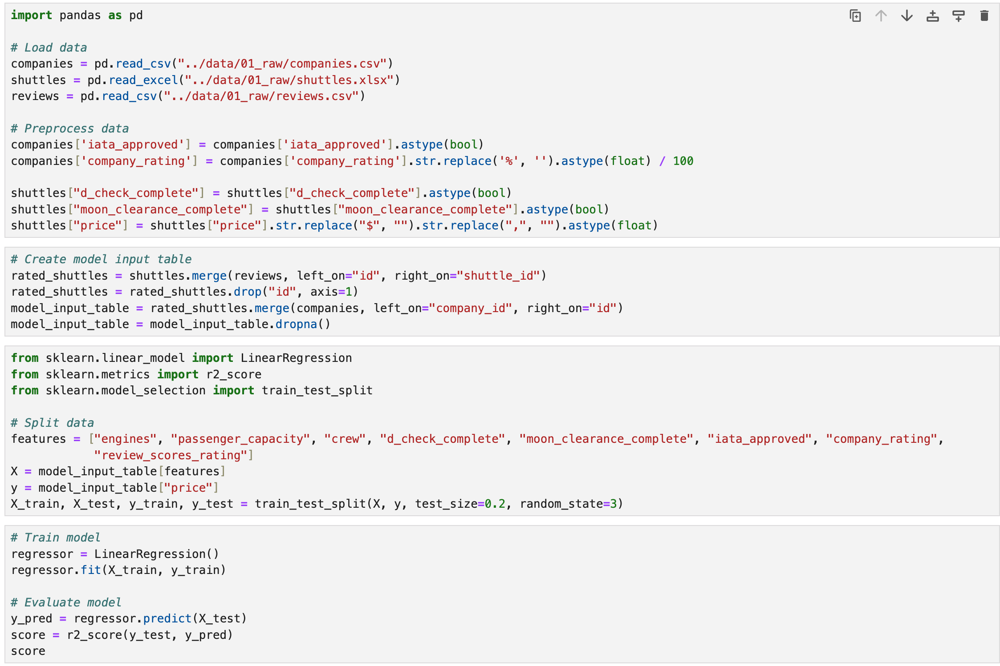 import pandas as pd
# Load data
companies = pd.read_csv("../data/01_raw/companies.csv")
shuttles = pd.read_excel("../data/01_raw/shuttles.xlsx")
reviews = pd.read_csv("../data/01_raw/reviews.csv")
# Preprocess data
companies['iata_approved'] = companies['iata_approved'].astype(bool)
companies['company_rating'] = companies['company_rating'].str.replace('%', '').astype(float) / 100
shuttles["d_check_complete"] = shuttles["d_check_complete"].astype(bool)
shuttles["moon_clearance_complete"] = shuttles["moon_clearance_complete"].astype(bool)
shuttles["price"] = shuttles["price"].str.replace("$", "").str.replace(",", "").astype(float)
# Create model input table
rated_shuttles = shuttles.merge(reviews, left_on="id", right_on="shuttle_id")
rated_shuttles = rated_shuttles.drop("id", axis=1)
model_input_table = rated_shuttles.merge(companies, left_on="company_id", right_on="id")
model_input_table = model_input_table.dropna()
from sklearn.linear_model import LinearRegression
from sklearn.metrics import r2_score
from sklearn.model_selection import train_test_split
# Split data
features = ["engines", "passenger_capacity", "crew", "d_check_complete", "moon_clearance_complete", "iata_approved", "company_rating",
            "review_scores_rating"]
X = model_input_table[features]
y = model_input_table["price"]
X_train, X_test, y_train, y_test = train_test_split(X, y, test_size=0.2, random_state=3)
# Train model
regressor = LinearRegression()
regressor.fit(X_train, y_train)
# Evaluate model
y_pred = regressor.predict(X_test)
score = r2_score(y_test, y_pred)
score